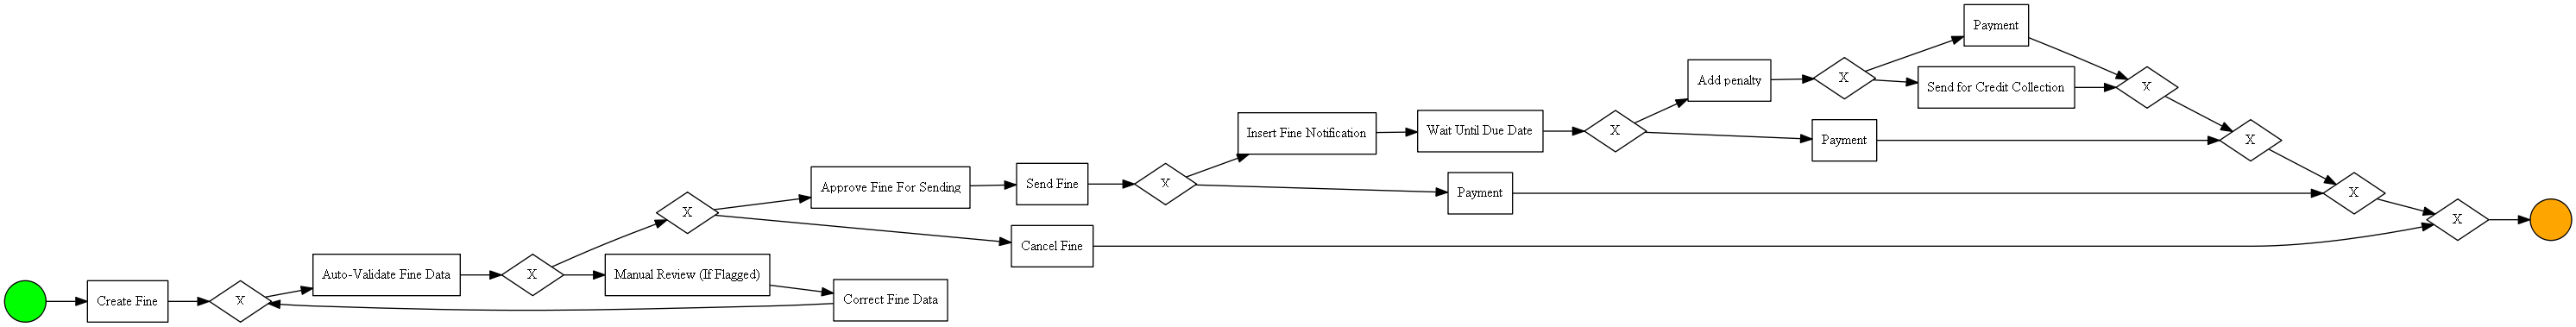 Create Fine
X
Auto-Validate Fine Data
X
Manual Review (If Flagged)
Correct Fine Data
X
Approve Fine For Sending
Cancel Fine
Send Fine
X
Insert Fine Notification
Payment
Wait Until Due Date
X
Add penalty
Payment
X
Payment
Send for Credit Collection
X
X
X
X